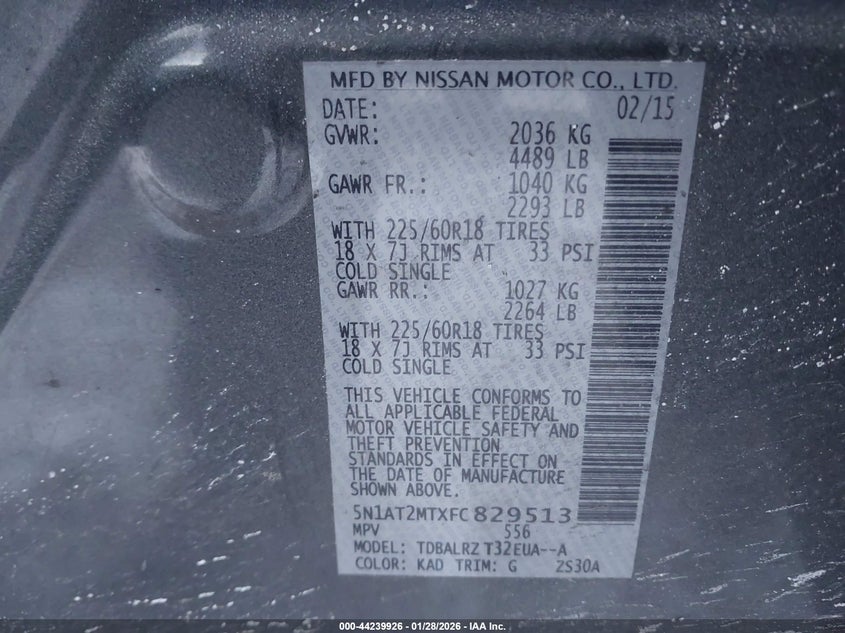 MFD BY NISSAN MOTOR CO., LTD.
DATE: 02/15
GVWR: 2036 KG
4489 LB
GAWR FR.: 1040 KG
2293 LB
WITH 225/60R18 TIRES
18 X 7J RIMS AT 33 PSI
COLD SINGLE
GAWR RR.: 1027 KG
2264 LB
WITH 225/60R18 TIRES
18 X 7J RIMS AT 33 PSI
COLD SINGLE
THIS VEHICLE CONFORMS TO
ALL APPLICABLE FEDERAL
MOTOR VEHICLE SAFETY AND
THEFT PREVENTION
STANDARDS IN EFFECT ON
THE DATE OF MANUFACTURE
SHOWN ABOVE.
5N1AT2MTXFC829513
MPV 556
MODEL: TDBALRZ T32EUA--A
COLOR: KAD TRIM: G ZS30A
000-44239926 - 01/28/2026 - IAA Inc.